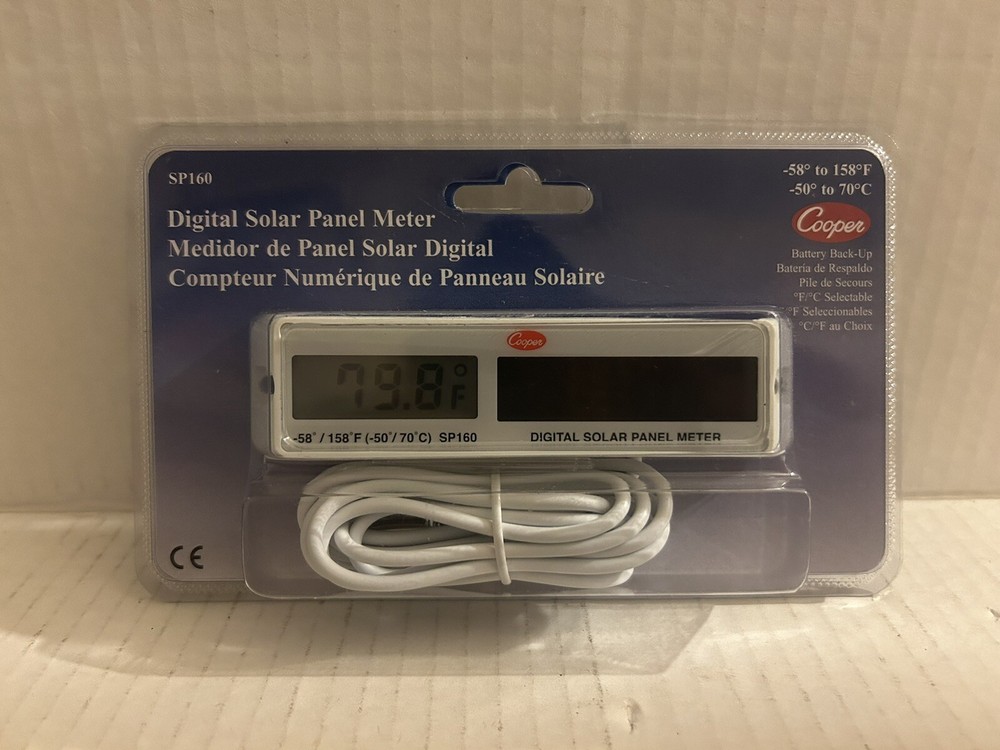 SP160
Digital Solar Panel Meter
Medidor de Panel Solar Digital
Compteur Numérique de Panneau Solaire
-58° to 158°F
-50° to 70°C
Cooper
Battery Back-Up
Bateria de Respaldo
Pile de Secours
°F/°C Selectable
°F Seleccionables
°C/°F au Choix
Cooper
79.8°F
-58°/158°F (-50°/70°C) SP160
DIGITAL SOLAR PANEL METER
CE